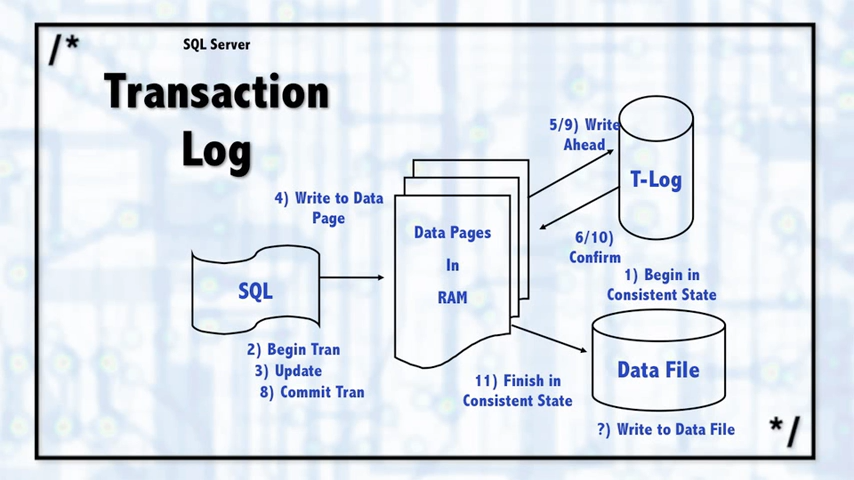 /*
SQL Server
Transaction
Log
5/9) Write
Ahead
T-Log
4) Write to Data
Page
Data Pages
In
RAM
6/10)
Confirm
1) Begin in
Consistent State
SQL
2) Begin Tran
3) Update
8) Commit Tran
Data File
11) Finish in
Consistent State
?) Write to Data File
*/